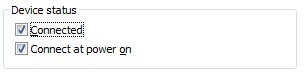 Device status
Connected
Connect at power on